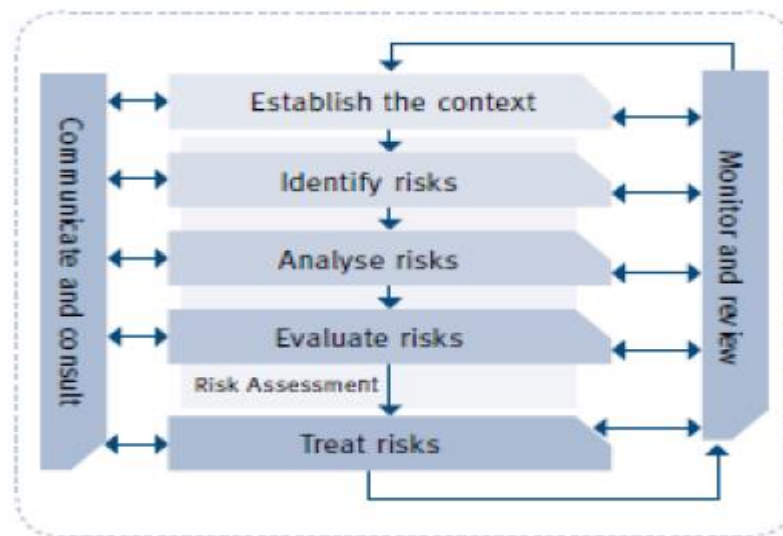 Communicate and consult
Establish the context
Identify risks
Analyse risks
Evaluate risks
Risk Assessment
Treat risks
Monitor and review